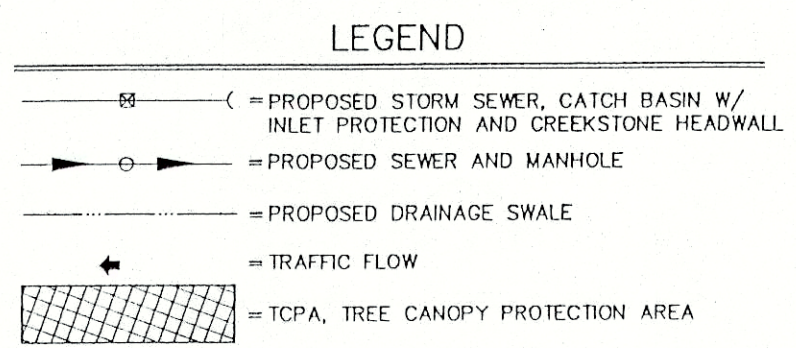 LEGEND
= PROPOSED STORM SEWER, CATCH BASIN W/
INLET PROTECTION AND CREEKSTONE HEADWALL
= PROPOSED SEWER AND MANHOLE
= PROPOSED DRAINAGE SWALE
= TRAFFIC FLOW
= TCPA, TREE CANOPY PROTECTION AREA